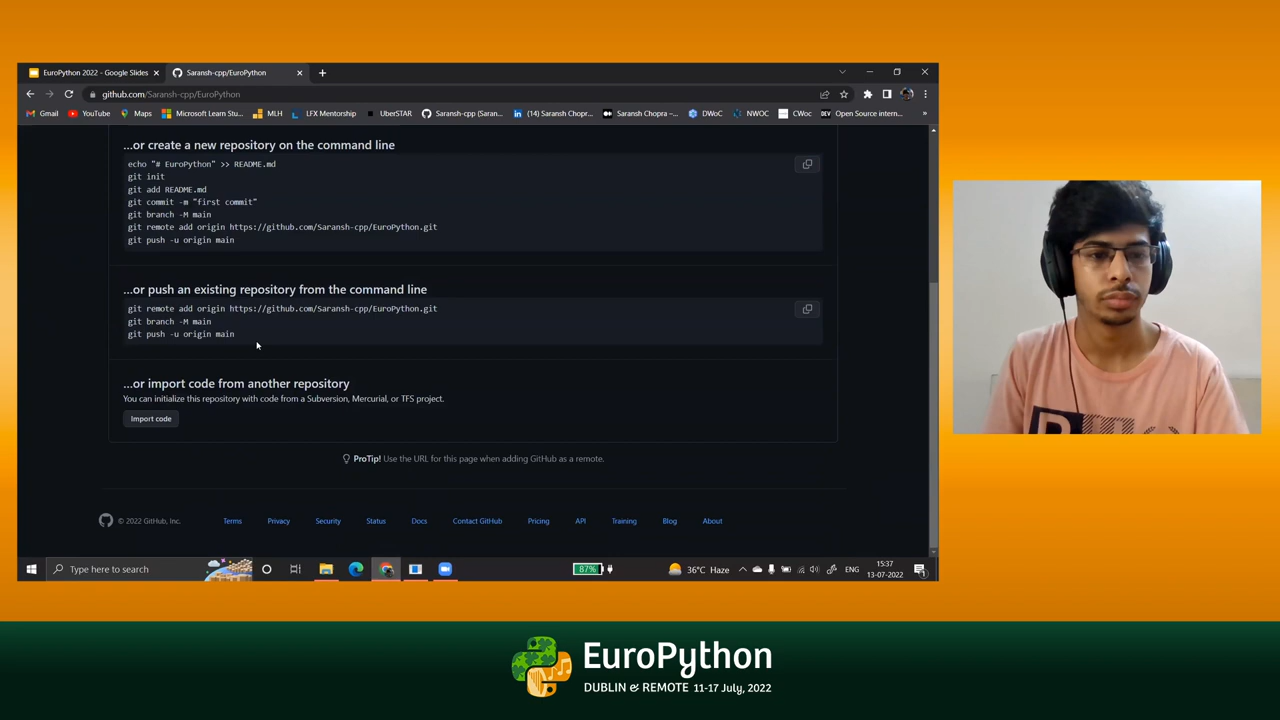 EuroPython 2022 - Google Slides
Saransh-cpp/EuroPython
github.com/Saransh-cpp/EuroPython
Gmail
YouTube
Maps
Microsoft Learn Stu...
MLH
LFX Mentorship
UberSTAR
Saransh-cpp (Saran...
(14) Saransh Chopr...
Saransh Chopra –...
DWoC
NWOC
CWoc
Open Source intern...
»
...or create a new repository on the command line
echo "# EuroPython" >> README.md
git init
git add README.md
git commit -m "first commit"
git branch -M main
git remote add origin https://github.com/Saransh-cpp/EuroPython.git
git push -u origin main
...or push an existing repository from the command line
git remote add origin https://github.com/Saransh-cpp/EuroPython.git
git branch -M main
git push -u origin main
...or import code from another repository
You can initialize this repository with code from a Subversion, Mercurial, or TFS project.
Import code
ProTip! Use the URL for this page when adding GitHub as a remote.
© 2022 GitHub, Inc.
Terms
Privacy
Security
Status
Docs
Contact GitHub
Pricing
API
Training
Blog
About
Type here to search
87%
36°C Haze
ENG
15:37
13-07-2022
1
EuroPython
DUBLIN & REMOTE 11-17 July, 2022